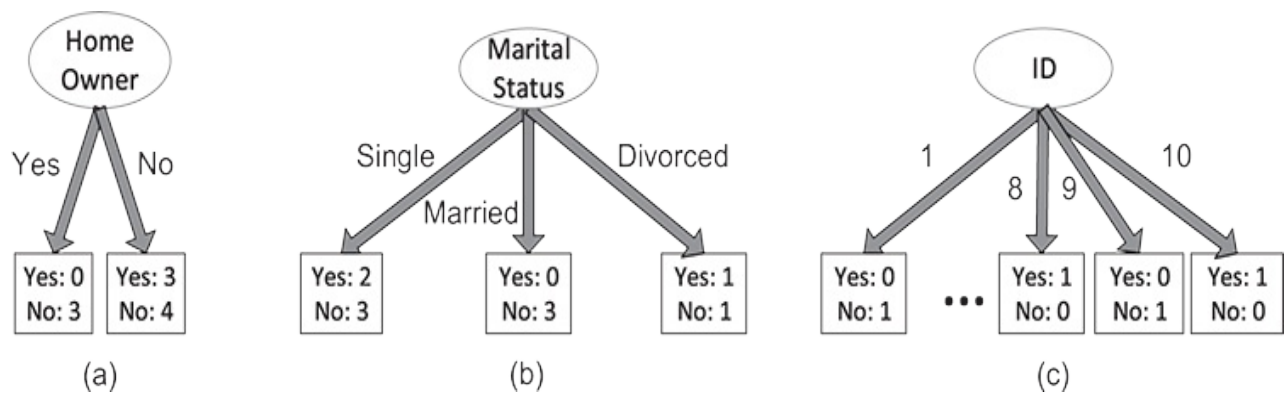 Home
Owner
Yes
No
Yes: 0
No: 3
Yes: 3
No: 4
(a)
Marital
Status
Single
Married
Divorced
Yes: 2
No: 3
Yes: 0
No: 3
Yes: 1
No: 1
(b)
ID
1
8
9
10
Yes: 0
No: 1
...
Yes: 1
No: 0
Yes: 0
No: 1
Yes: 1
No: 0
(c)